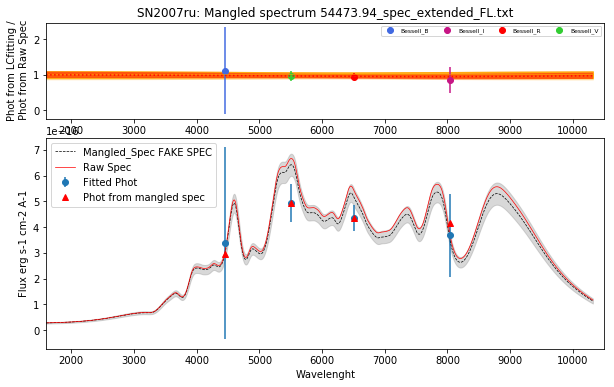 SN2007ru: Mangled spectrum 54473.94_spec_extended_FL.txt
Phot from LCfitting /
Phot from Raw Spec
2
1
0
Bessell_B
Bessell_I
Bessell_R
Bessell_V
2000 3000 4000 5000 6000 7000 8000 9000 10000
1e−16
Flux erg s-1 cm-2 A-1
7
6
5
4
3
2
1
0
Mangled_Spec FAKE SPEC
Raw Spec
Fitted Phot
Phot from mangled spec
2000 3000 4000 5000 6000 7000 8000 9000 10000
Wavelenght